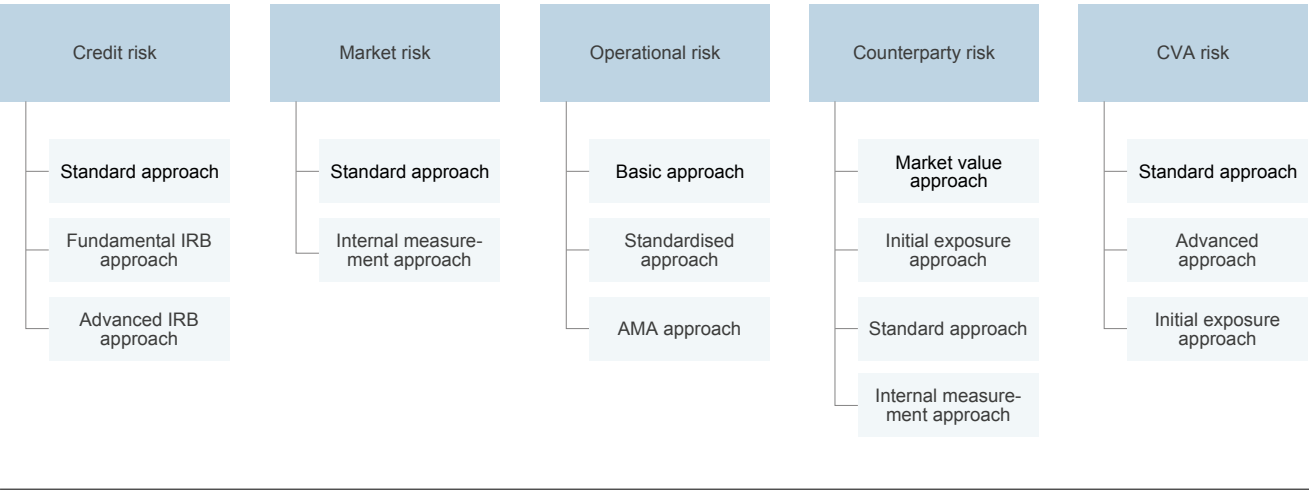 Credit risk
Market risk
Operational risk
Counterparty risk
CVA risk
Standard approach
Standard approach
Basic approach
Market value
approach
Standard approach
Fundamental IRB
approach
Internal measure-
ment approach
Standardised
approach
Initial exposure
approach
Advanced
approach
Advanced IRB
approach
AMA approach
Standard approach
Initial exposure
approach
Internal measure-
ment approach